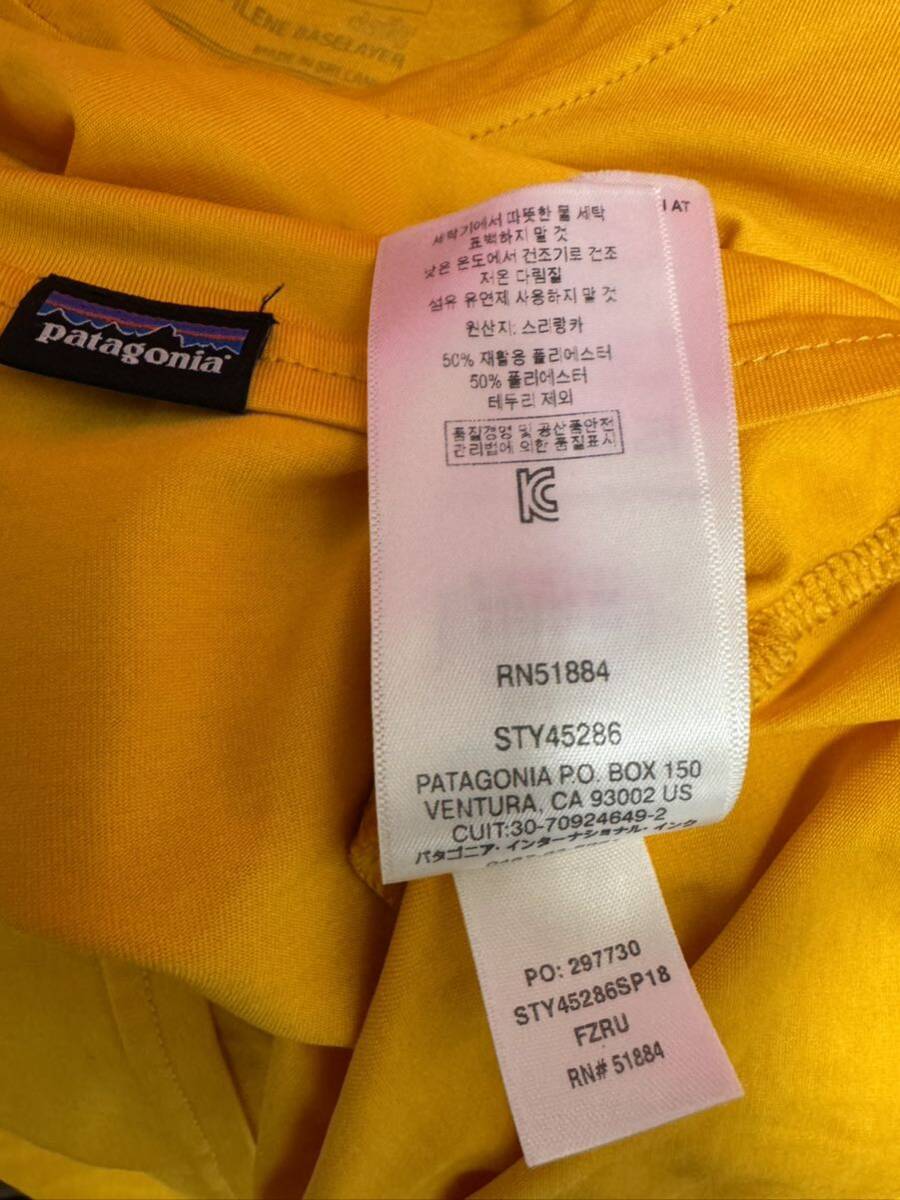 BASELAYER
MADE IN SRI LAN
patagonia
I AT
세탁기에서 따뜻한 물 세탁
표백하지 말 것
낮은 온도에서 건조기로 건조
저온 다림질
섬유 유연제 사용하지 말 것
원산지: 스리랑카
50% 재활용 폴리에스터
50% 폴리에스터
테두리 제외
품질경영 및 공산품안전
관리법에 의한 품질표시
KC
RN51884
STY45286
PATAGONIA P.O. BOX 150
VENTURA, CA 93002 US
CUIT:30-70924649-2
パタゴニア・インターナショナル・インク
PO: 297730
STY45286SP18
FZRU
RN# 51884